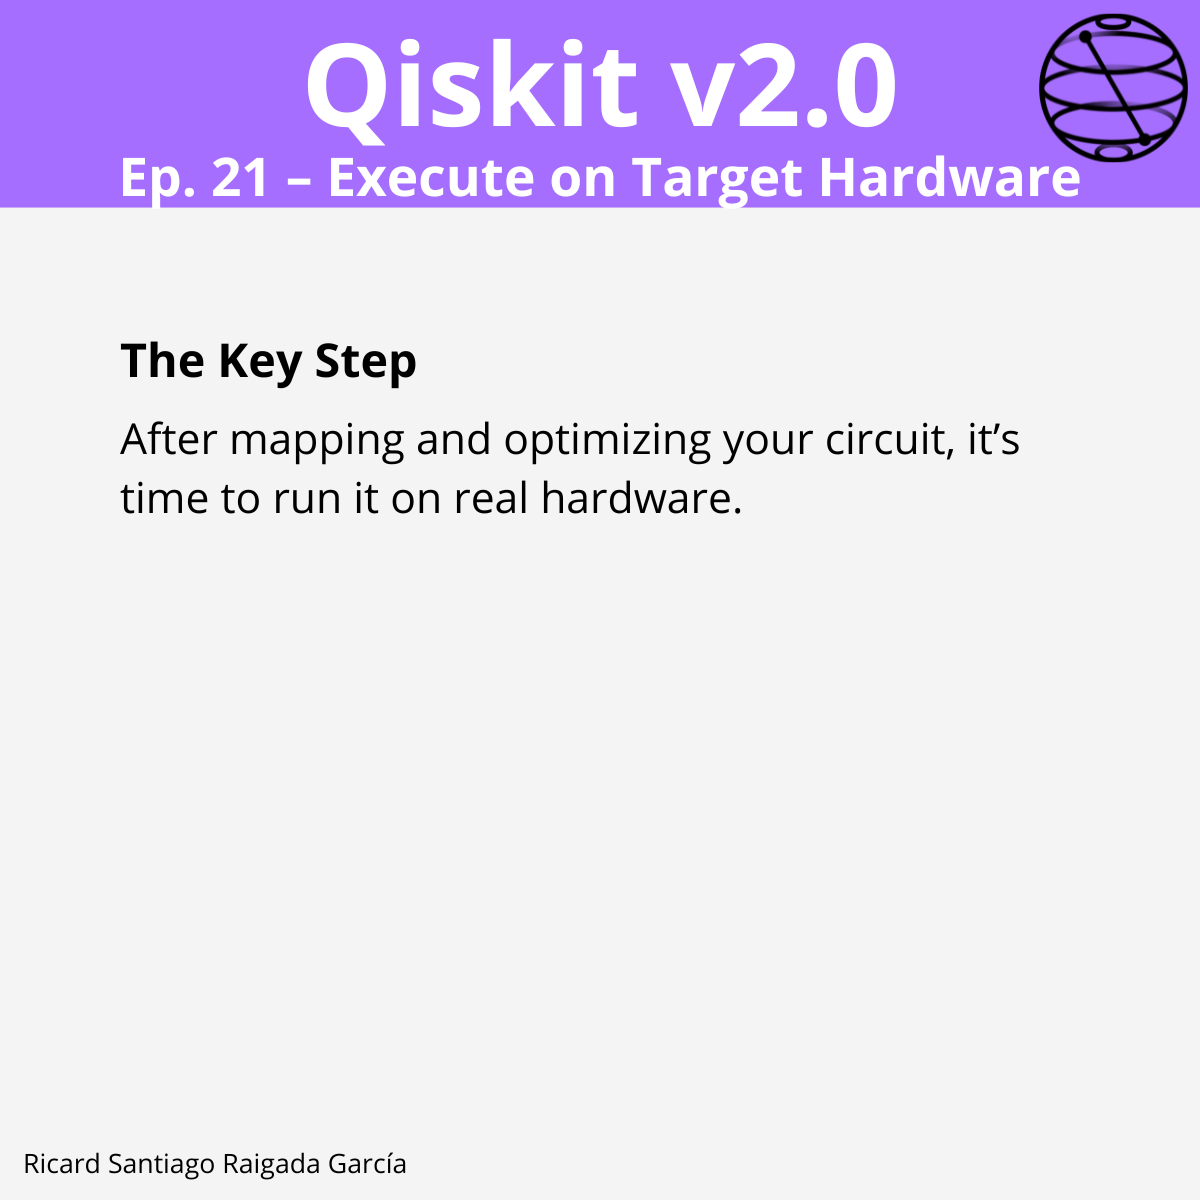 Qiskit v2.0
Ep. 21 – Execute on Target Hardware
The Key Step
After mapping and optimizing your circuit, it’s
time to run it on real hardware.
Ricard Santiago Raigada García